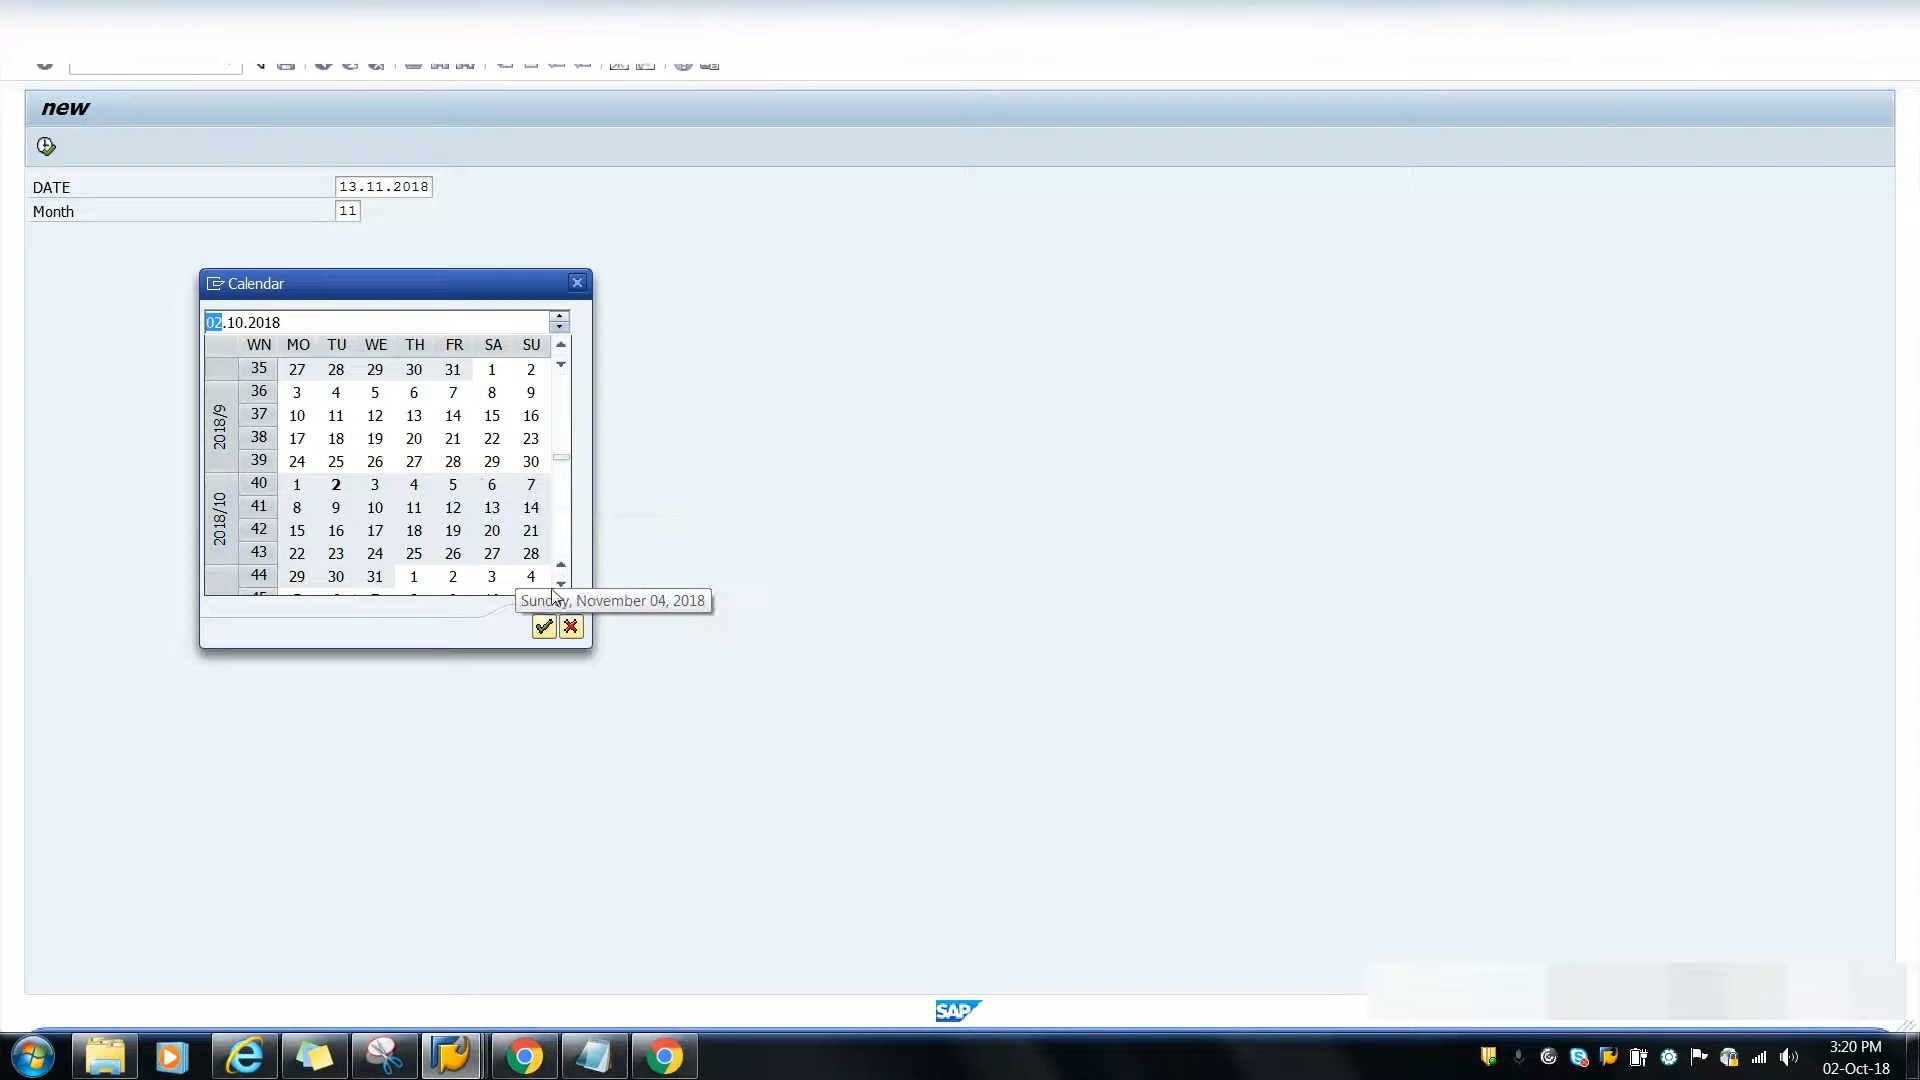 new
DATE 13.11.2018
Month 11
Calendar
02.10.2018
WN MO TU WE TH FR SA SU
35 27 28 29 30 31 1 2
2018/9
36 3 4 5 6 7 8 9
37 10 11 12 13 14 15 16
38 17 18 19 20 21 22 23
39 24 25 26 27 28 29 30
2018/10
40 1 2 3 4 5 6 7
41 8 9 10 11 12 13 14
42 15 16 17 18 19 20 21
43 22 23 24 25 26 27 28
44 29 30 31 1 2 3 4
Sunday, November 04, 2018
SAP
3:20 PM
02-Oct-18